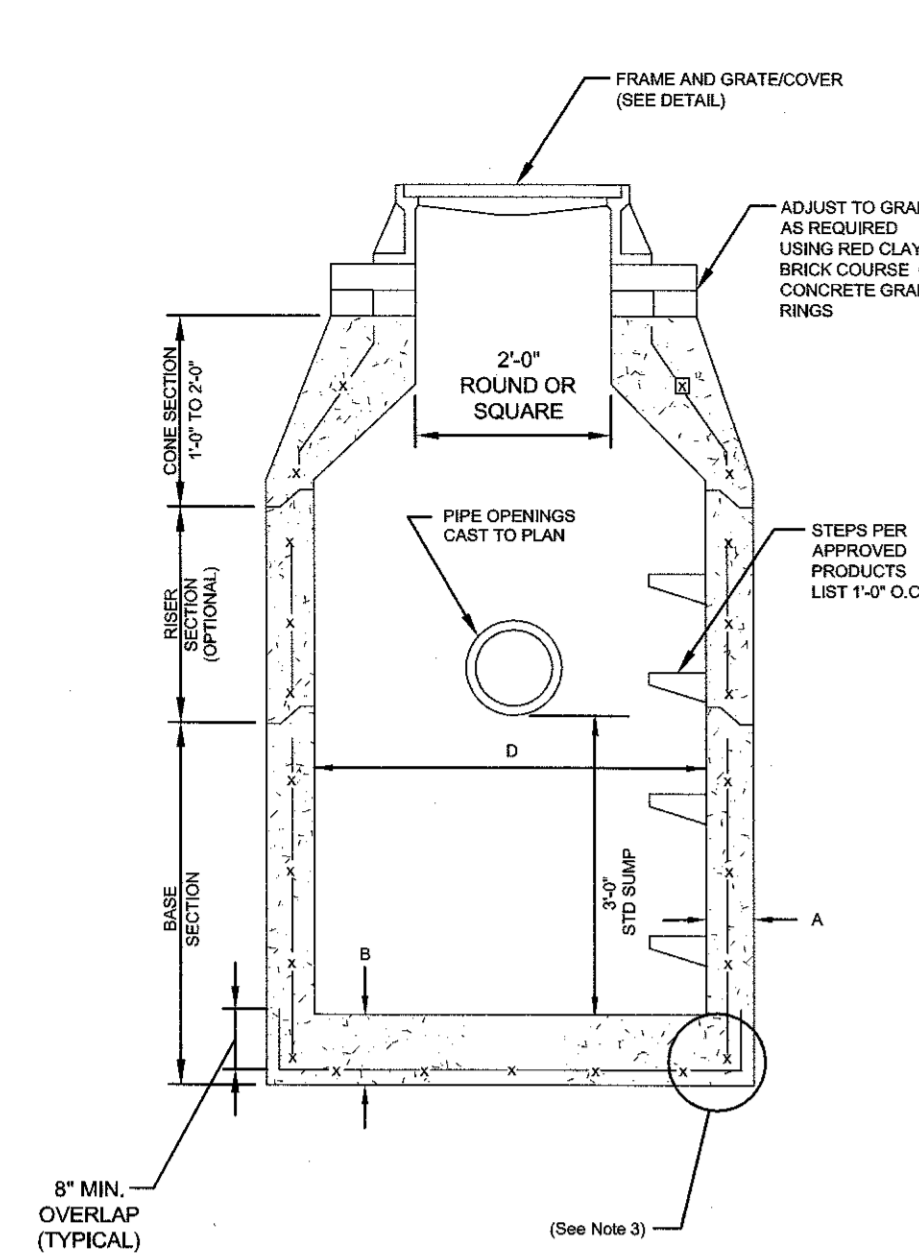 FRAME AND GRATE/COVER
(SEE DETAIL)
ADJUST TO
AS REQUIRED
USING RED CLAY
BRICK COURSE
CONCRETE
RINGS
CONE SECTION
1'-0" TO 2'-0"
2'-0"
ROUND OR
SQUARE
PIPE OPENINGS
CAST TO PLAN
STEPS PER
APPROVED
PRODUCTS
LIST 1'-0" O.C
RISER
SECTION
(OPTIONAL)
D
3'-0"
STD SUMP
A
BASE
SECTION
B
8" MIN.
OVERLAP
(TYPICAL)
(See Note 3)